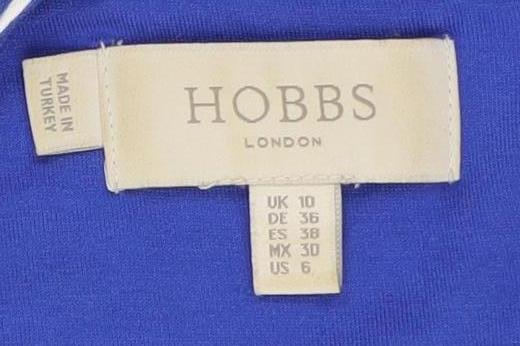 MADE IN
TURKEY
HOBBS
LONDON
UK 10
DE 36
ES 38
MX 30
US 6